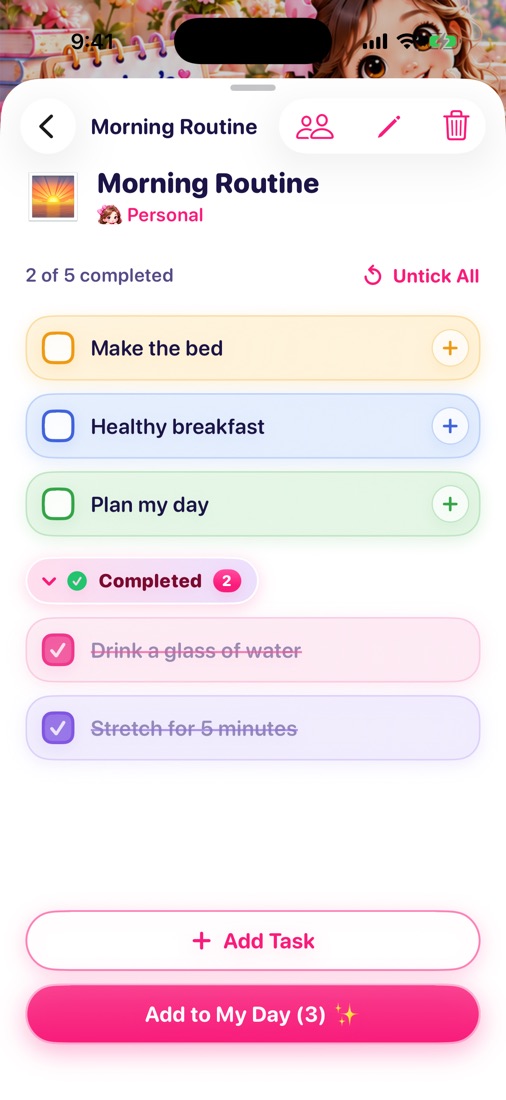 9:41
Morning Routine
Morning Routine
Personal
2 of 5 completed
Untick All
Make the bed
Healthy breakfast
Plan my day
Completed 2
Drink a glass of water
Stretch for 5 minutes
+ Add Task
Add to My Day (3) ✨